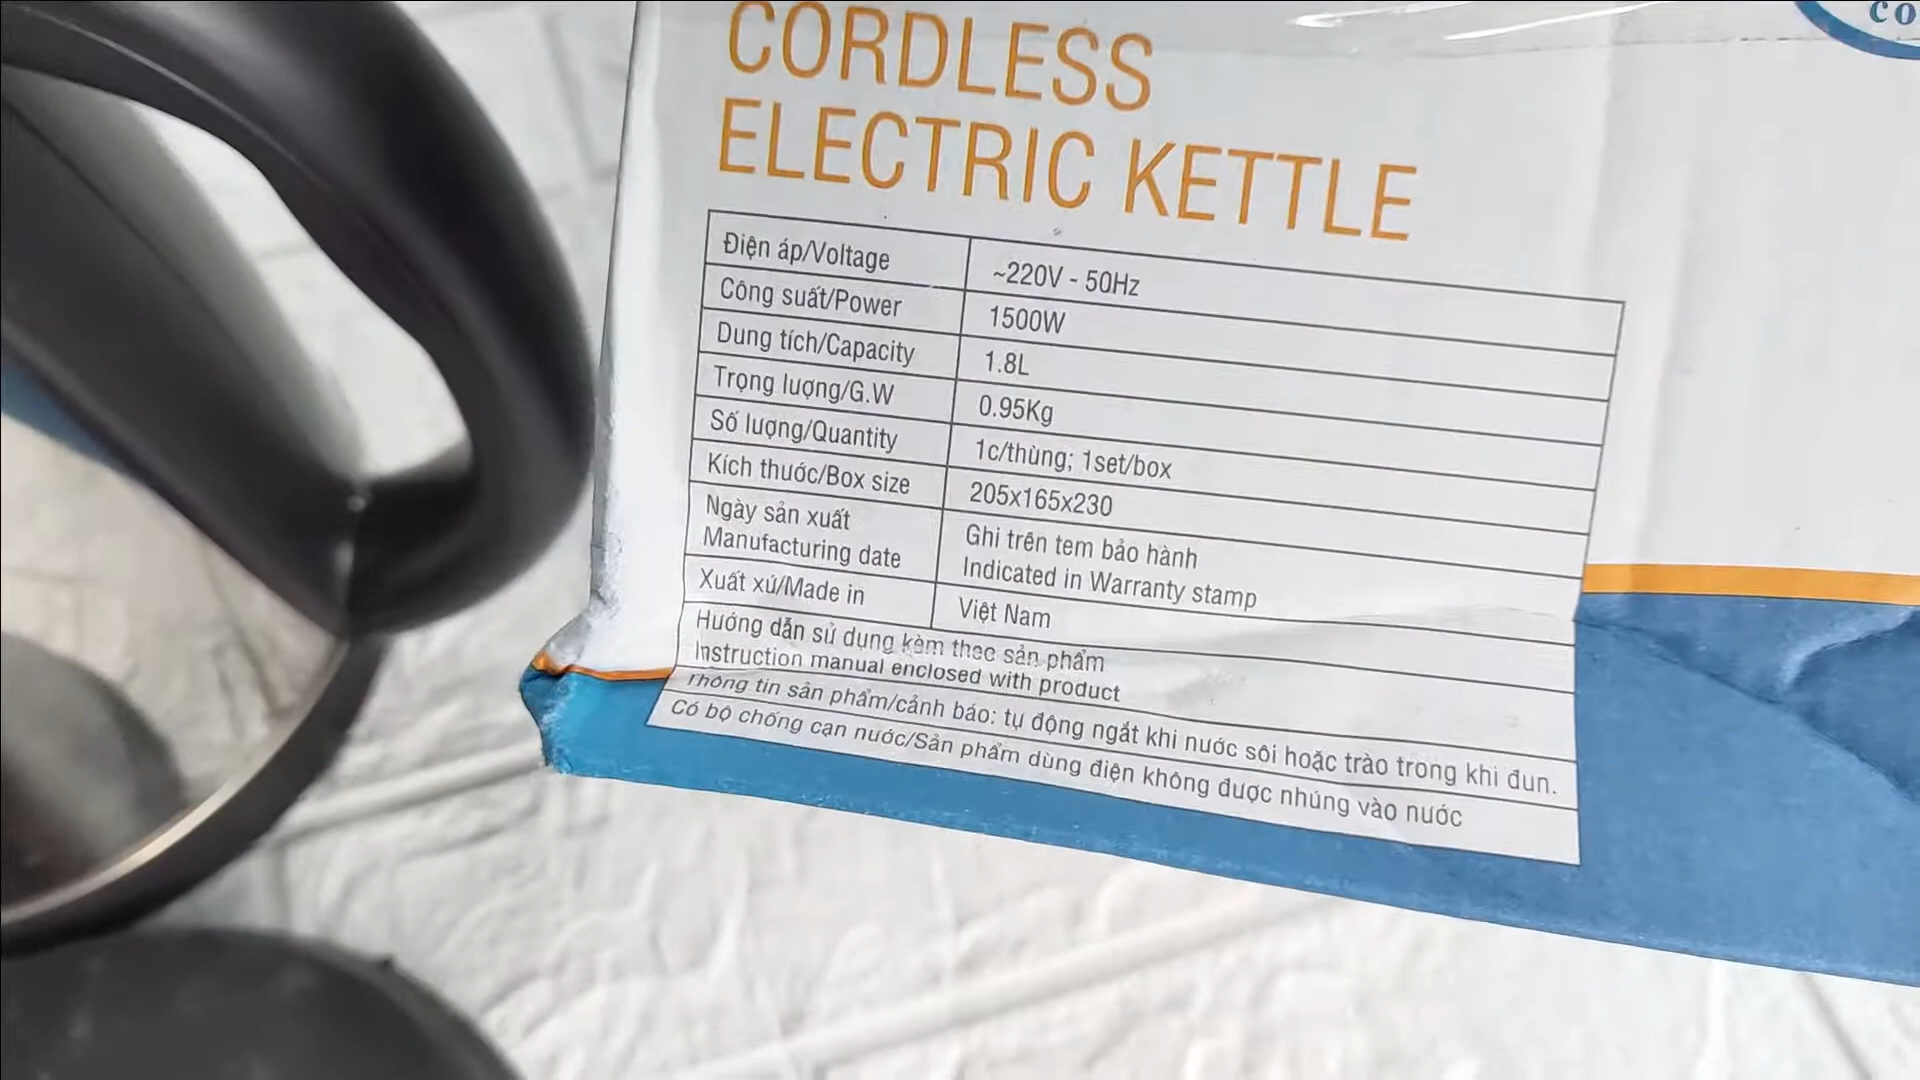 co
CORDLESS
ELECTRIC KETTLE
Điện áp/Voltage ~220V - 50Hz
Công suất/Power 1500W
Dung tích/Capacity 1.8L
Trọng lượng/G.W 0.95Kg
Số lượng/Quantity 1c/thùng; 1set/box
Kích thước/Box size 205x165x230
Ngày sản xuất Ghi trên tem bảo hành
Manufacturing date Indicated in Warranty stamp
Xuất xứ/Made in Việt Nam
Hướng dẫn sử dụng kèm theo sản phẩm
Instruction manual enclosed with product
Thông tin sản phẩm/cảnh báo: tự động ngắt khi nước sôi hoặc trào trong khi đun.
Có bộ chống cạn nước/Sản phẩm dùng điện không được nhúng vào nước